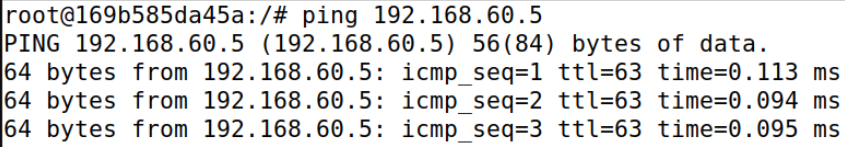 root@169b585da45a:/# ping 192.168.60.5
PING 192.168.60.5 (192.168.60.5) 56(84) bytes of data.
64 bytes from 192.168.60.5: icmp_seq=1 ttl=63 time=0.113 ms
64 bytes from 192.168.60.5: icmp_seq=2 ttl=63 time=0.094 ms
64 bytes from 192.168.60.5: icmp_seq=3 ttl=63 time=0.095 ms